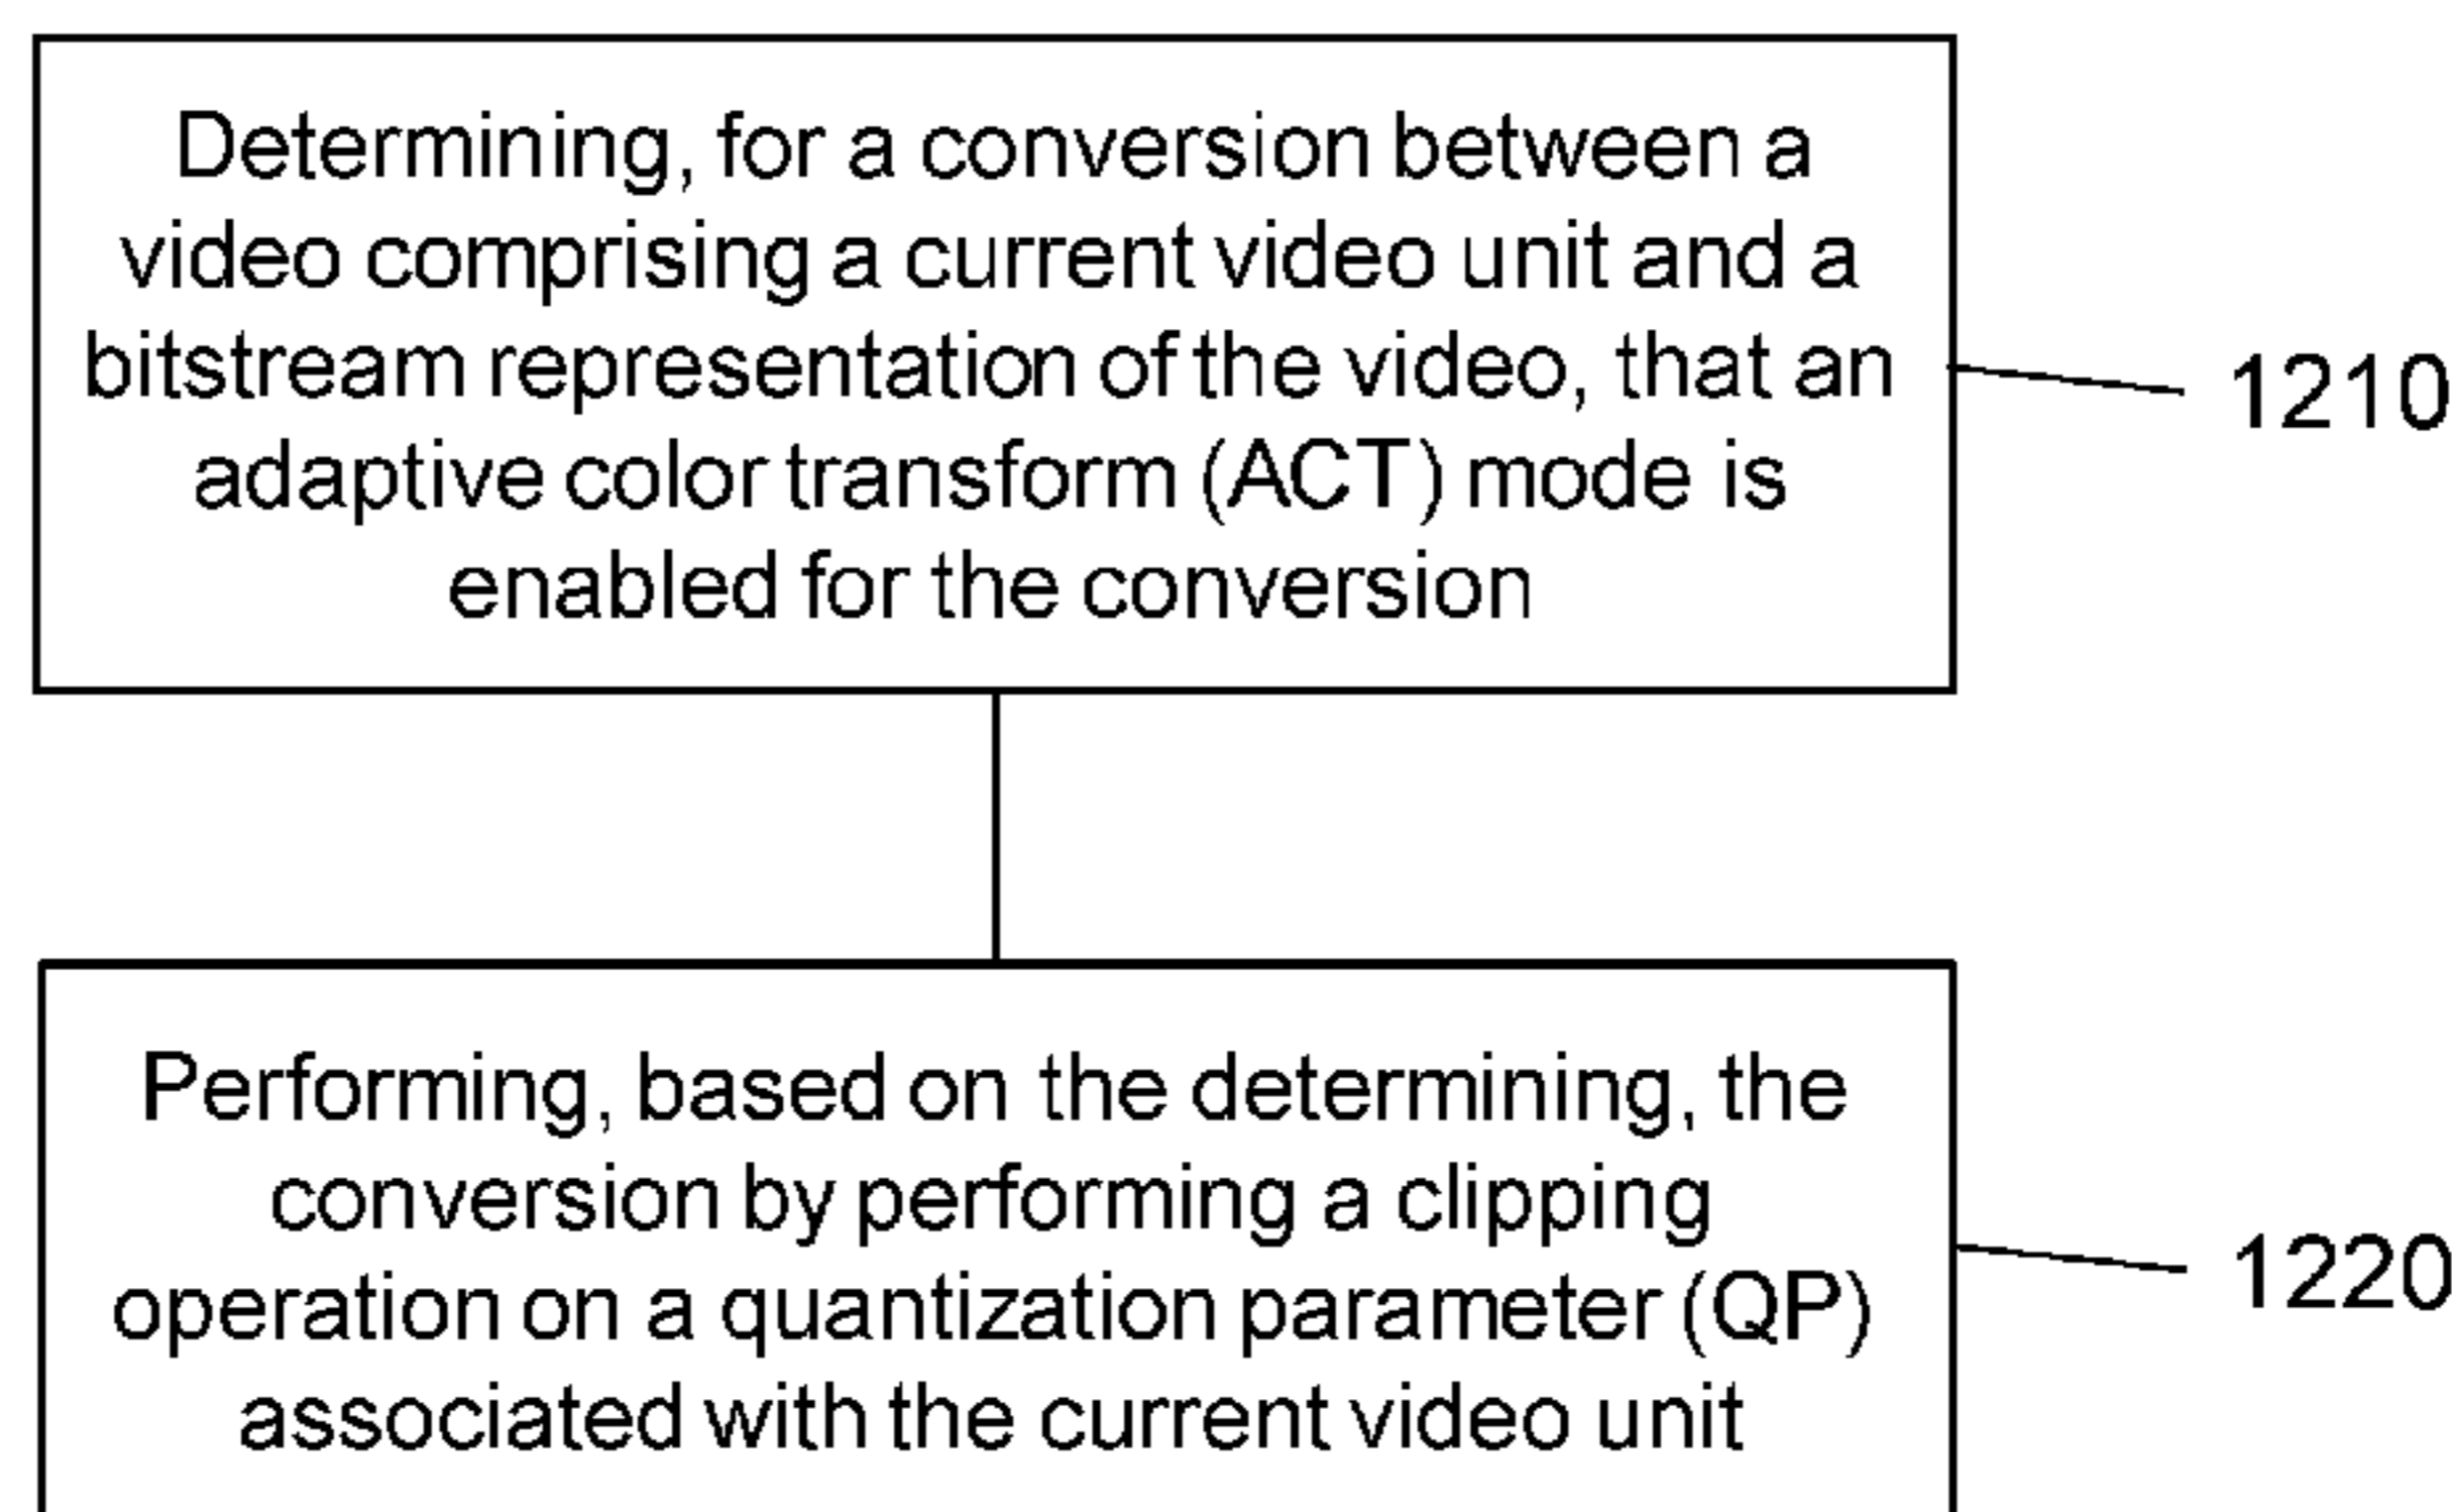 Determining, for a conversion between a
video comprising a current video unit and a
bitstream representation of the video, that an
adaptive color transform (ACT) mode is
enabled for the conversion
1210
Performing, based on the determining, the
conversion by performing a clipping
operation on a quantization parameter (QP)
associated with the current video unit
1220